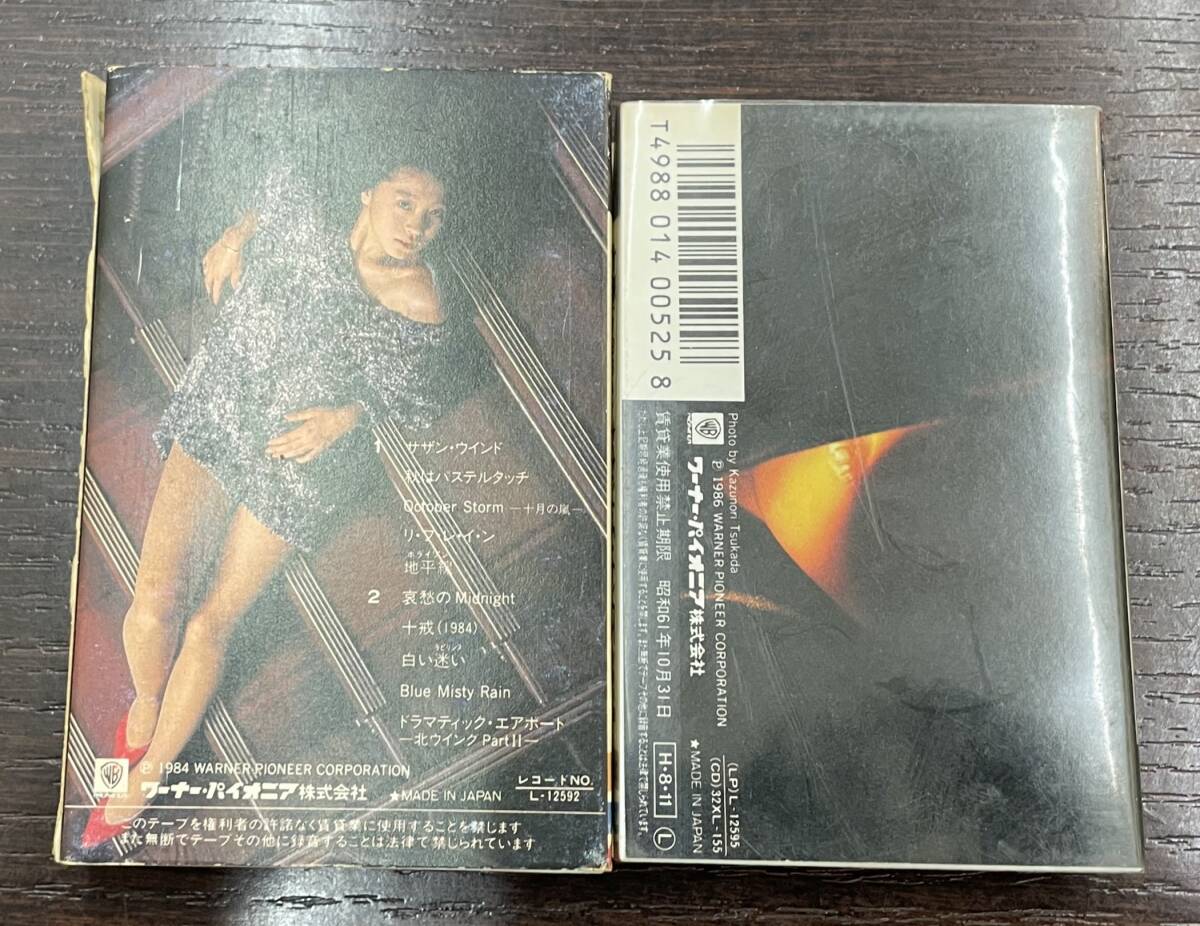 1 サザン・ウインド
秋はパステルタッチ
October Storm —十月の嵐—
リ・フ・レ・イ・ン
ホライズン
地平線
2 哀愁のMidnight
十戒(1984)
ラビリンス
白い迷い
Blue Misty Rain
ドラマティック・エアポート
—北ウイング Part II—
WB
Ⓟ 1984 WARNER-PIONEER CORPORATION
ワーナー・パイオニア株式会社 ★MADE IN JAPAN
レコードNO.
L-12592
このテープを権利者の許諾なく賃貸業に使用することを禁じます
また無断でテープその他に録音することは法律で禁じられています
T4988 014 00525 8
Photo by Kazunori Tsukada
WB
Ⓟ 1986 WARNER PIONEER CORPORATION
ワーナー・パイオニア株式会社 ★MADE IN JAPAN
(LP)L-12595
(CD)32XL-155
賃貸業使用禁止期限 昭和61年10月31日 H・8・11 L